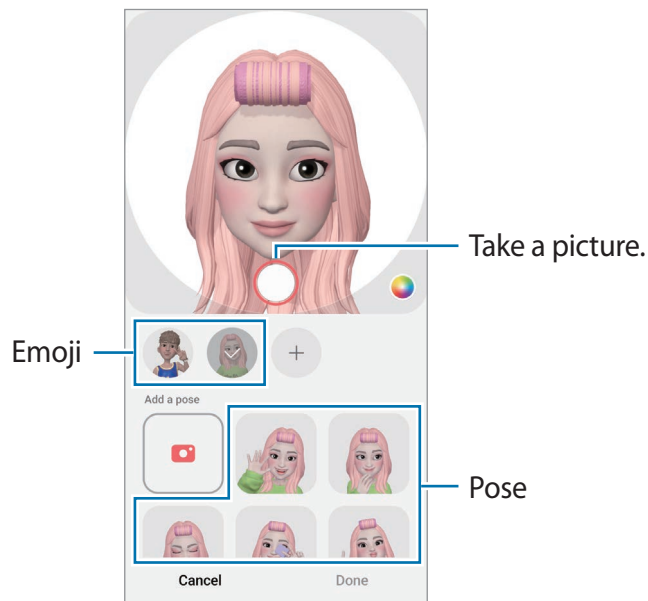 Take a picture.
Emoji
Add a pose
Pose
Cancel
Done